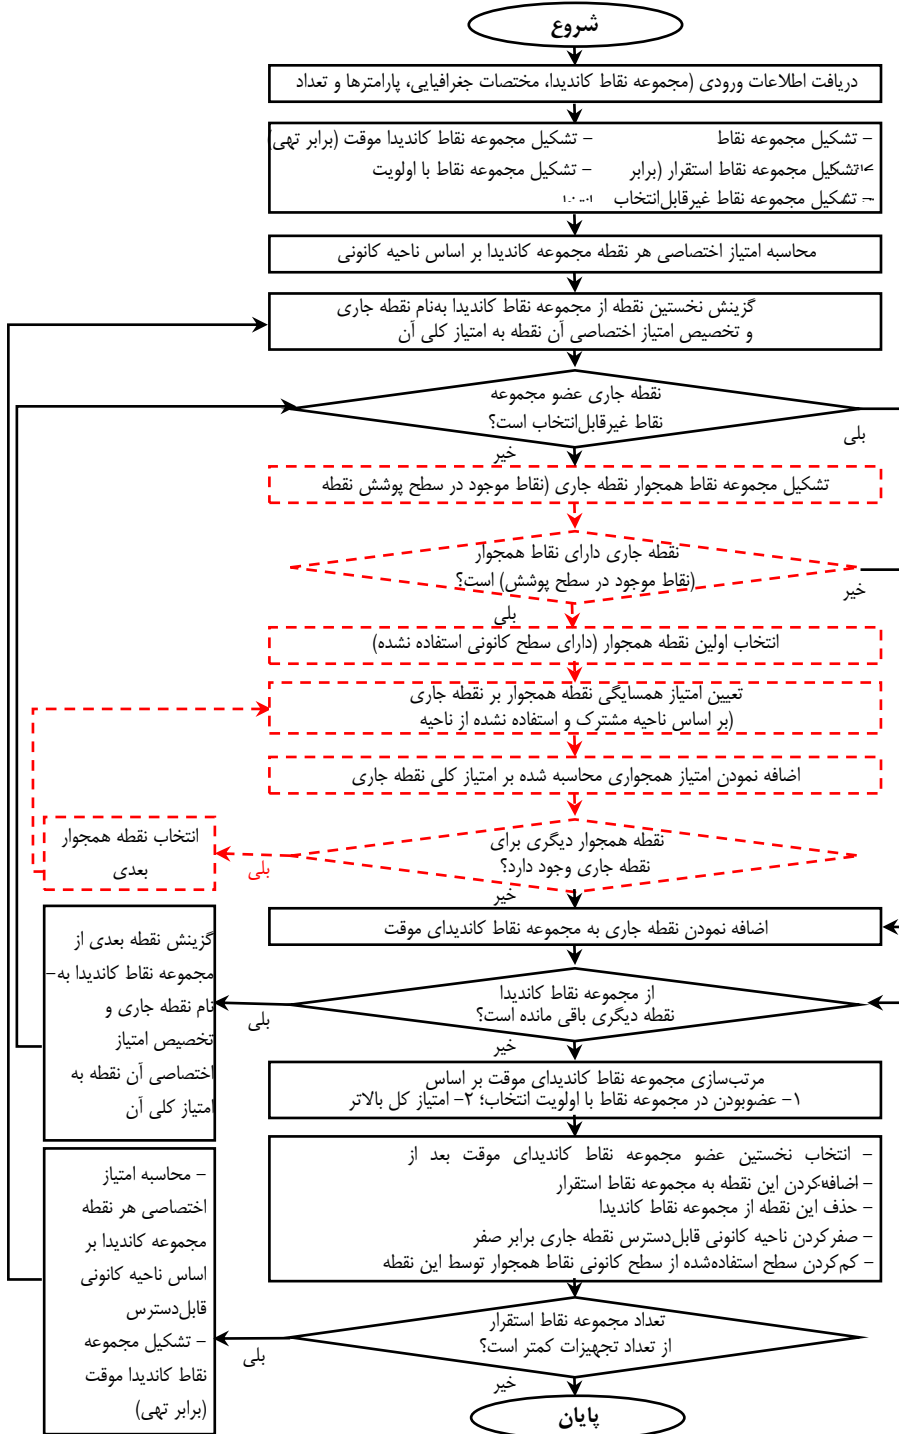 شروع
دریافت اطلاعات ورودی (مجموعه نقاط کاندیدا، مختصات جغرافیایی، پارامترها و تعداد
- تشکیل مجموعه نقاط
- تشکیل مجموعه نقاط استقرار (برابر
- تشکیل مجموعه نقاط غیرقابل‌انتخاب
- تشکیل مجموعه نقاط کاندیدا موقت (برابر تهی)
- تشکیل مجموعه نقاط با اولویت
محاسبه امتیاز اختصاصی هر نقطه مجموعه کاندیدا بر اساس ناحیه کانونی
گزینش نخستین نقطه از مجموعه نقاط کاندیدا به‌نام نقطه جاری
و تخصیص امتیاز اختصاصی آن نقطه به امتیاز کلی آن
نقطه جاری عضو مجموعه
نقاط غیرقابل‌انتخاب است؟
بلی
خیر
تشکیل مجموعه نقاط همجوار نقطه جاری (نقاط موجود در سطح پوشش نقطه
نقطه جاری دارای نقاط همجوار
(نقاط موجود در سطح پوشش) است؟
خیر
بلی
انتخاب اولین نقطه همجوار (دارای سطح کانونی استفاده نشده)
تعیین امتیاز همسایگی نقطه همجوار بر نقطه جاری
(بر اساس ناحیه مشترک و استفاده نشده از ناحیه
اضافه نمودن امتیاز همجواری محاسبه شده بر امتیاز کلی نقطه جاری
نقطه همجوار دیگری برای
نقطه جاری وجود دارد؟
بلی
انتخاب نقطه همجوار
بعدی
خیر
اضافه نمودن نقطه جاری به مجموعه نقاط کاندیدای موقت
از مجموعه نقاط کاندیدا
نقطه دیگری باقی مانده است؟
بلی
گزینش نقطه بعدی از
مجموعه نقاط کاندیدا به-
نام نقطه جاری و
تخصیص امتیاز
اختصاصی آن نقطه به
امتیاز کلی آن
خیر
مرتب‌سازی مجموعه نقاط کاندیدای موقت بر اساس
۱- عضوبودن در مجموعه نقاط با اولویت انتخاب؛ ۲- امتیاز کل بالاتر
- انتخاب نخستین عضو مجموعه نقاط کاندیدای موقت بعد از
- اضافه‌کردن این نقطه به مجموعه نقاط استقرار
- حذف این نقطه از مجموعه نقاط کاندیدا
- صفرکردن ناحیه کانونی قابل‌دسترس نقطه جاری برابر صفر
- کم‌کردن سطح استفاده‌شده از سطح کانونی نقاط همجوار توسط این نقطه
تعداد مجموعه نقاط استقرار
از تعداد تجهیزات کمتر است؟
بلی
- محاسبه امتیاز
اختصاصی هر نقطه
مجموعه کاندیدا بر
اساس ناحیه کانونی
قابل‌دسترس
- تشکیل مجموعه
نقاط کاندیدا موقت
(برابر تهی)
خیر
پایان